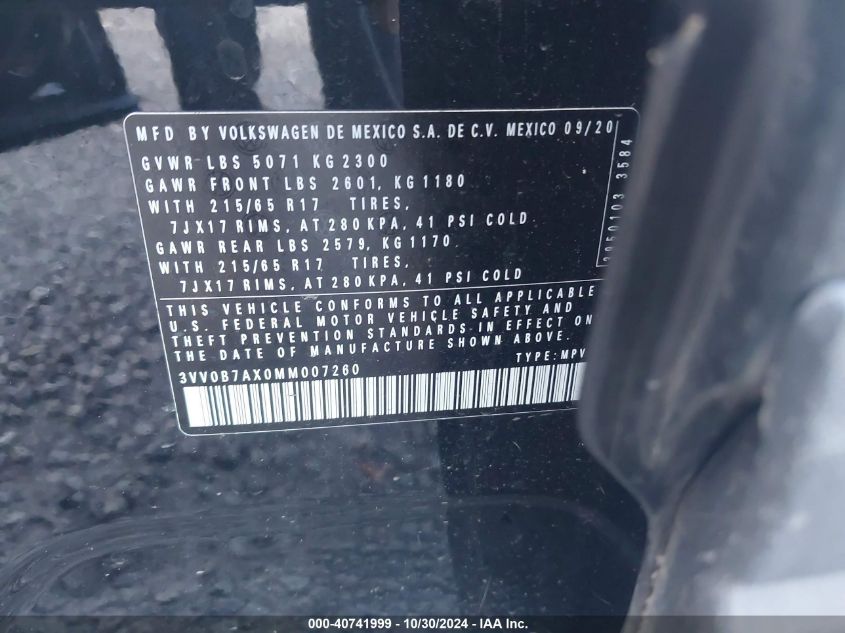 MFD BY VOLKSWAGEN DE MEXICO S.A. DE C.V. MEXICO 09/20
GVWR LBS 5071 KG 2300
GAWR FRONT LBS 2601, KG 1180
WITH 215/65 R17 TIRES,
7JX17 RIMS, AT 280 KPA, 41 PSI COLD
GAWR REAR LBS 2579, KG 1170
WITH 215/65 R17 TIRES,
7JX17 RIMS, AT 280 KPA, 41 PSI COLD
THIS VEHICLE CONFORMS TO ALL APPLICABLE
U.S. FEDERAL MOTOR VEHICLE SAFETY AND
THEFT PREVENTION STANDARDS-IN EFFECT ON
THE DATE OF MANUFACTURE SHOWN ABOVE.
3VV0B7AX0MM007260 TYPE: MPV
3584
000-40741999 - 10/30/2024 - IAA Inc.